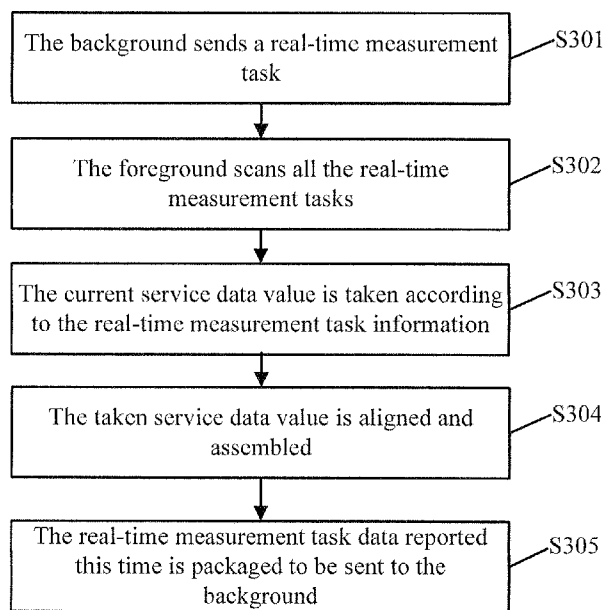 The background sends a real-time measurement
task
S301
The foreground scans all the real-time
measurement tasks
S302
The current service data value is taken according
to the real-time measurement task information
S303
The taken service data value is aligned and
assembled
S304
The real-time measurement task data reported
this time is packaged to be sent to the
background
S305